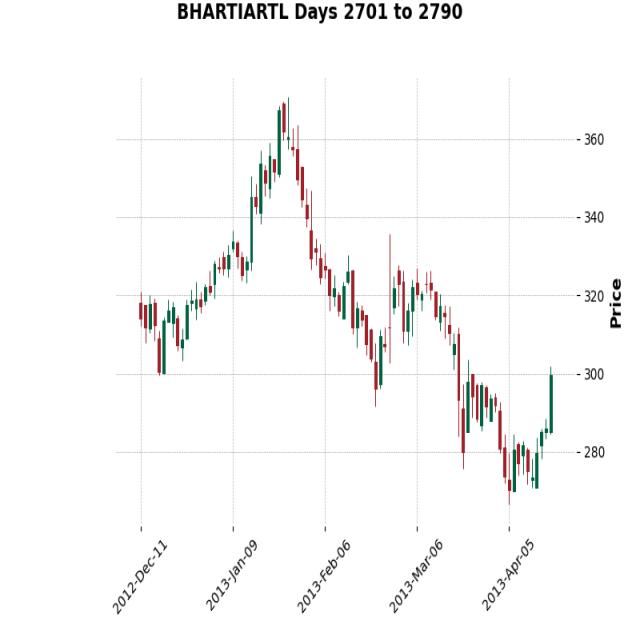 BHARTIARTL Days 2701 to 2790
360
340
320
300
280
Price
2012-Dec-11
2013-Jan-09
2013-Feb-06
2013-Mar-06
2013-Apr-05